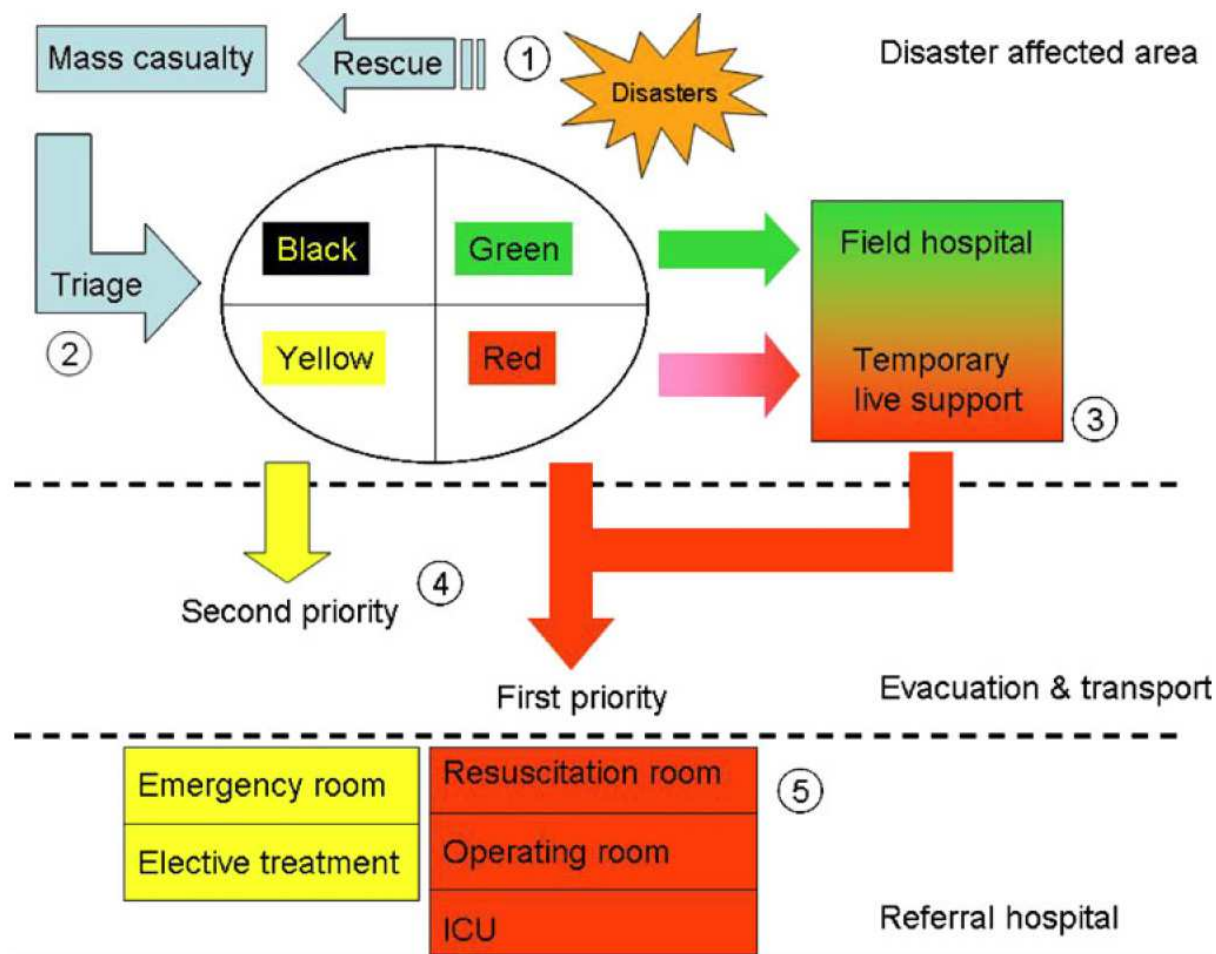 Mass casualty
Rescue
1
Disasters
Disaster affected area
Black
Green
Field hospital
Triage
2
Yellow
Red
Temporary
live support
3
Second priority
4
First priority
Evacuation & transport
Emergency room
Resuscitation room
5
Elective treatment
Operating room
ICU
Referral hospital